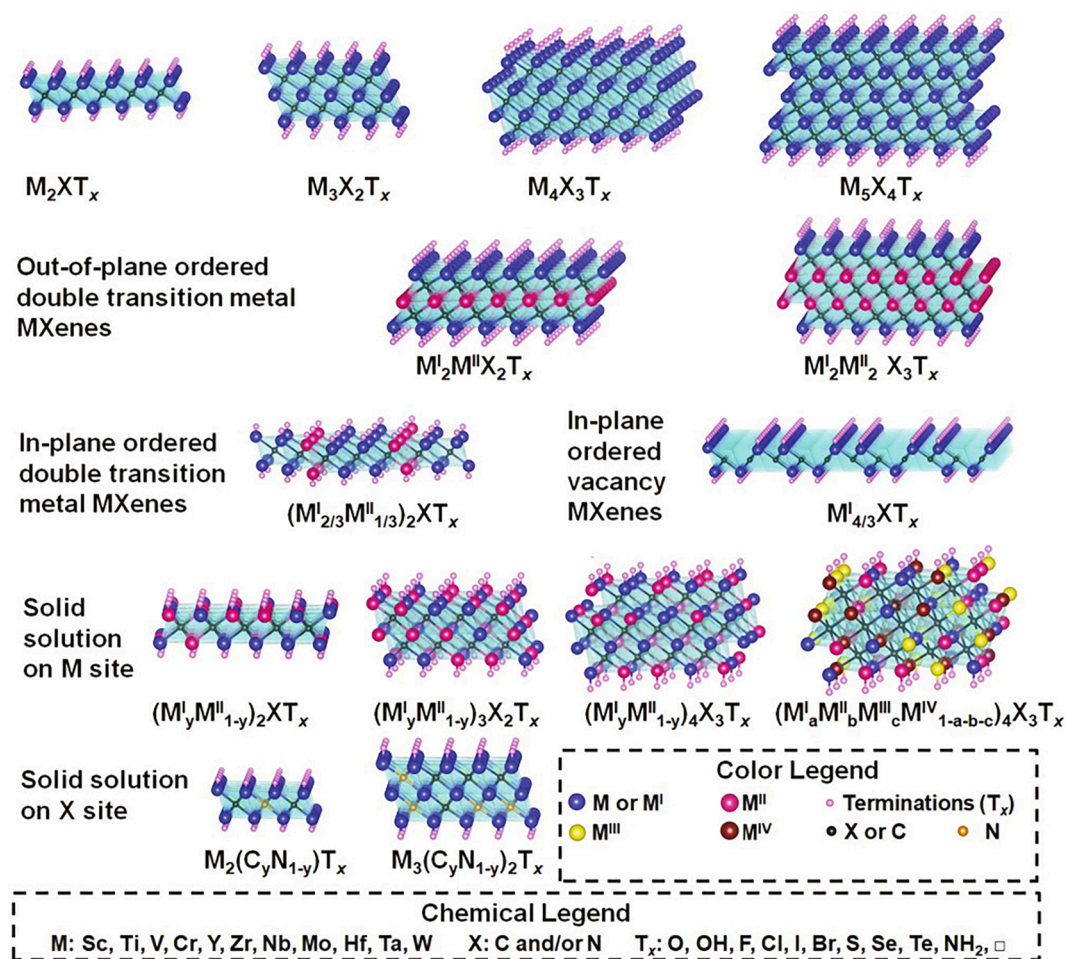 M₂XTₓ
M₃X₂Tₓ
M₄X₃Tₓ
M₅X₄Tₓ
Out-of-plane ordered
double transition metal
MXenes
Mᴵ₂MᴵᴵX₂Tₓ
Mᴵ₂Mᴵᴵ₂ X₃Tₓ
In-plane ordered
double transition
metal MXenes
(Mᴵ₂/₃Mᴵᴵ₁/₃)₂XTₓ
In-plane
ordered
vacancy
MXenes
Mᴵ₄/₃XTₓ
Solid
solution
on M site
(MᴵyMᴵᴵ₁₋y)₂XTₓ
(MᴵyMᴵᴵ₁₋y)₃X₂Tₓ
(MᴵyMᴵᴵ₁₋y)₄X₃Tₓ
(MᴵₐMᴵᴵbMᴵᴵᴵcMᴵⱽ₁₋ₐ₋b₋c)₄X₃Tₓ
Solid solution
on X site
M₂(CyN₁₋y)Tₓ
M₃(CyN₁₋y)₂Tₓ
Color Legend
M or Mᴵ Mᴵᴵ Terminations (Tₓ)
Mᴵᴵᴵ Mᴵⱽ X or C N
Chemical Legend
M: Sc, Ti, V, Cr, Y, Zr, Nb, Mo, Hf, Ta, W X: C and/or N Tₓ: O, OH, F, Cl, I, Br, S, Se, Te, NH₂, □